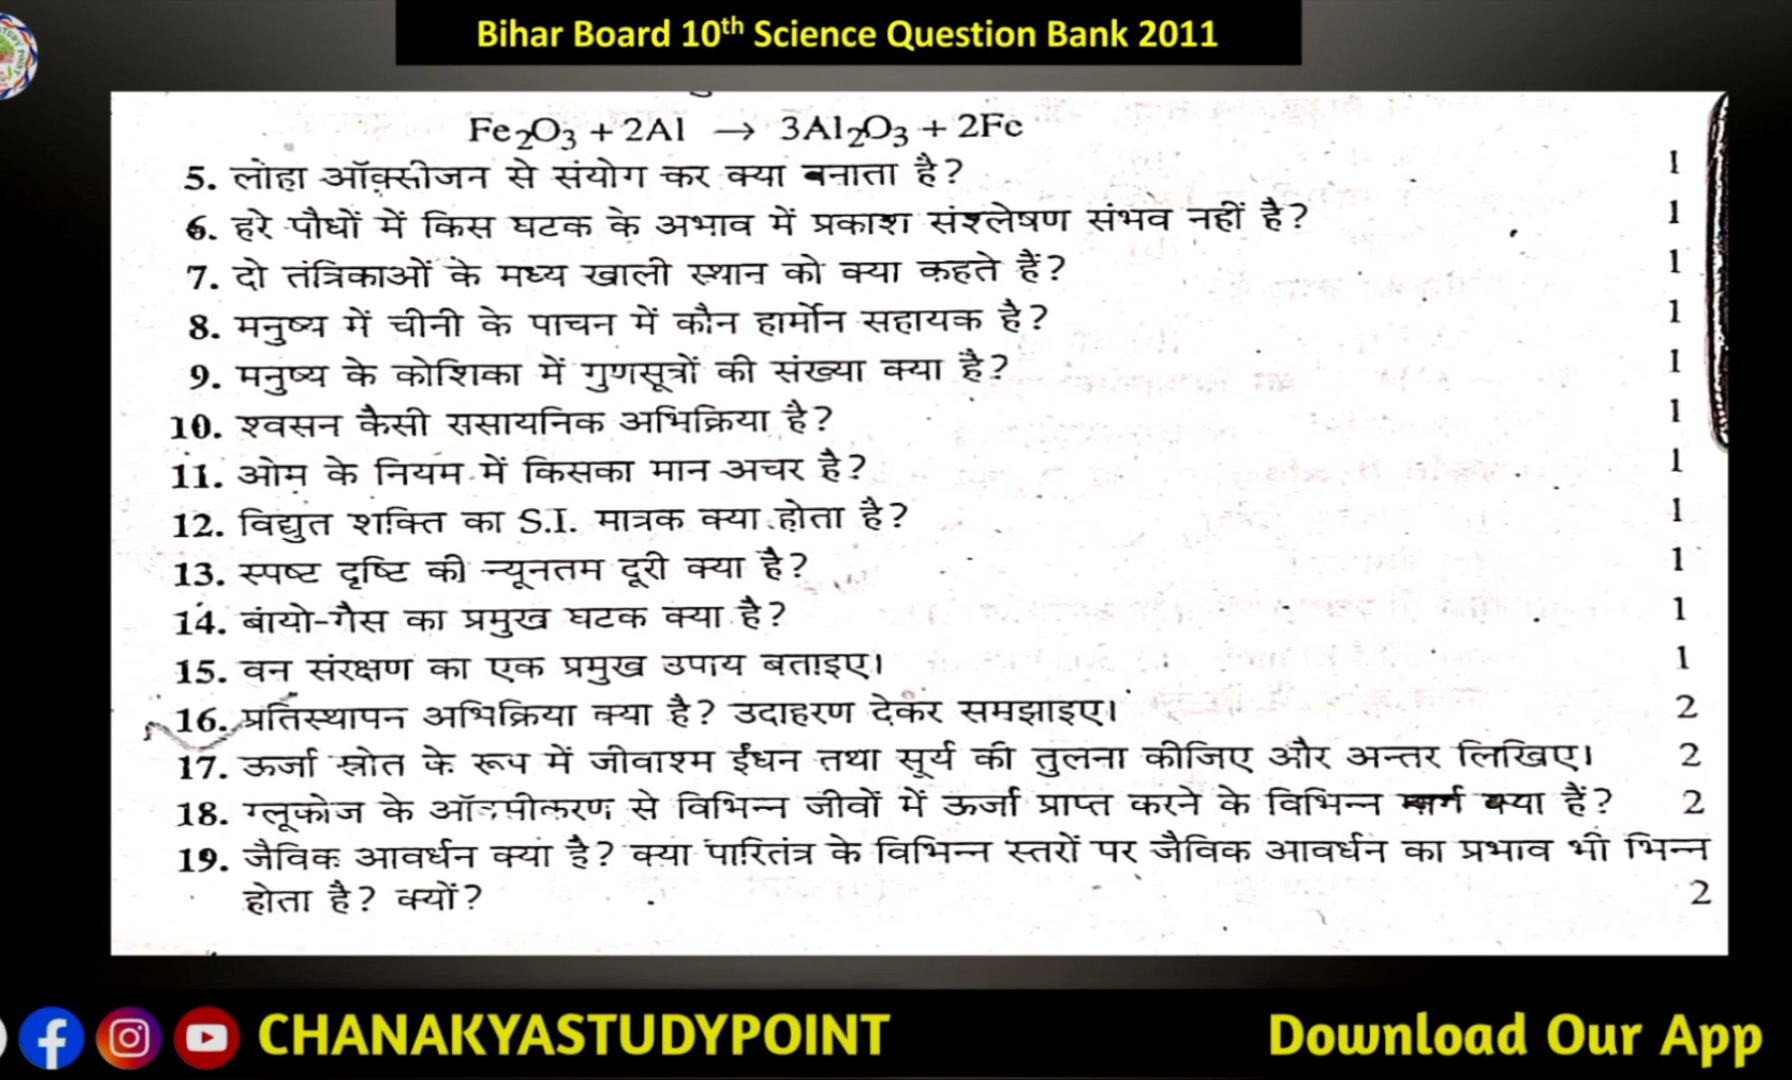 Bihar Board 10th Science Question Bank 2011
Fe2O3 + 2Al → 3Al2O3 + 2Fe
5. लोहा ऑक्सीजन से संयोग कर क्या बनाता है? 1
6. हरे पौधों में किस घटक के अभाव में प्रकाश संश्लेषण संभव नहीं है? 1
7. दो तंत्रिकाओं के मध्य खाली स्थान को क्या कहते हैं? 1
8. मनुष्य में चीनी के पाचन में कौन हार्मोन सहायक है? 1
9. मनुष्य के कोशिका में गुणसूत्रों की संख्या क्या है? 1
10. श्वसन कैसी रासायनिक अभिक्रिया है? 1
11. ओम के नियम में किसका मान अचर है? 1
12. विद्युत शक्ति का S.I. मात्रक क्या होता है? 1
13. स्पष्ट दृष्टि की न्यूनतम दूरी क्या है? 1
14. बायो-गैस का प्रमुख घटक क्या है? 1
15. वन संरक्षण का एक प्रमुख उपाय बताइए। 1
16. प्रतिस्थापन अभिक्रिया क्या है? उदाहरण देकर समझाइए। 2
17. ऊर्जा स्रोत के रूप में जीवाश्म ईंधन तथा सूर्य की तुलना कीजिए और अन्तर लिखिए। 2
18. ग्लूकोज के ऑक्सीकरण से विभिन्न जीवों में ऊर्जा प्राप्त करने के विभिन्न मार्ग क्या हैं? 2
19. जैविक आवर्धन क्या है? क्या पारितंत्र के विभिन्न स्तरों पर जैविक आवर्धन का प्रभाव भी भिन्न
होता है? क्यों? 2
CHANAKYASTUDYPOINT Download Our App